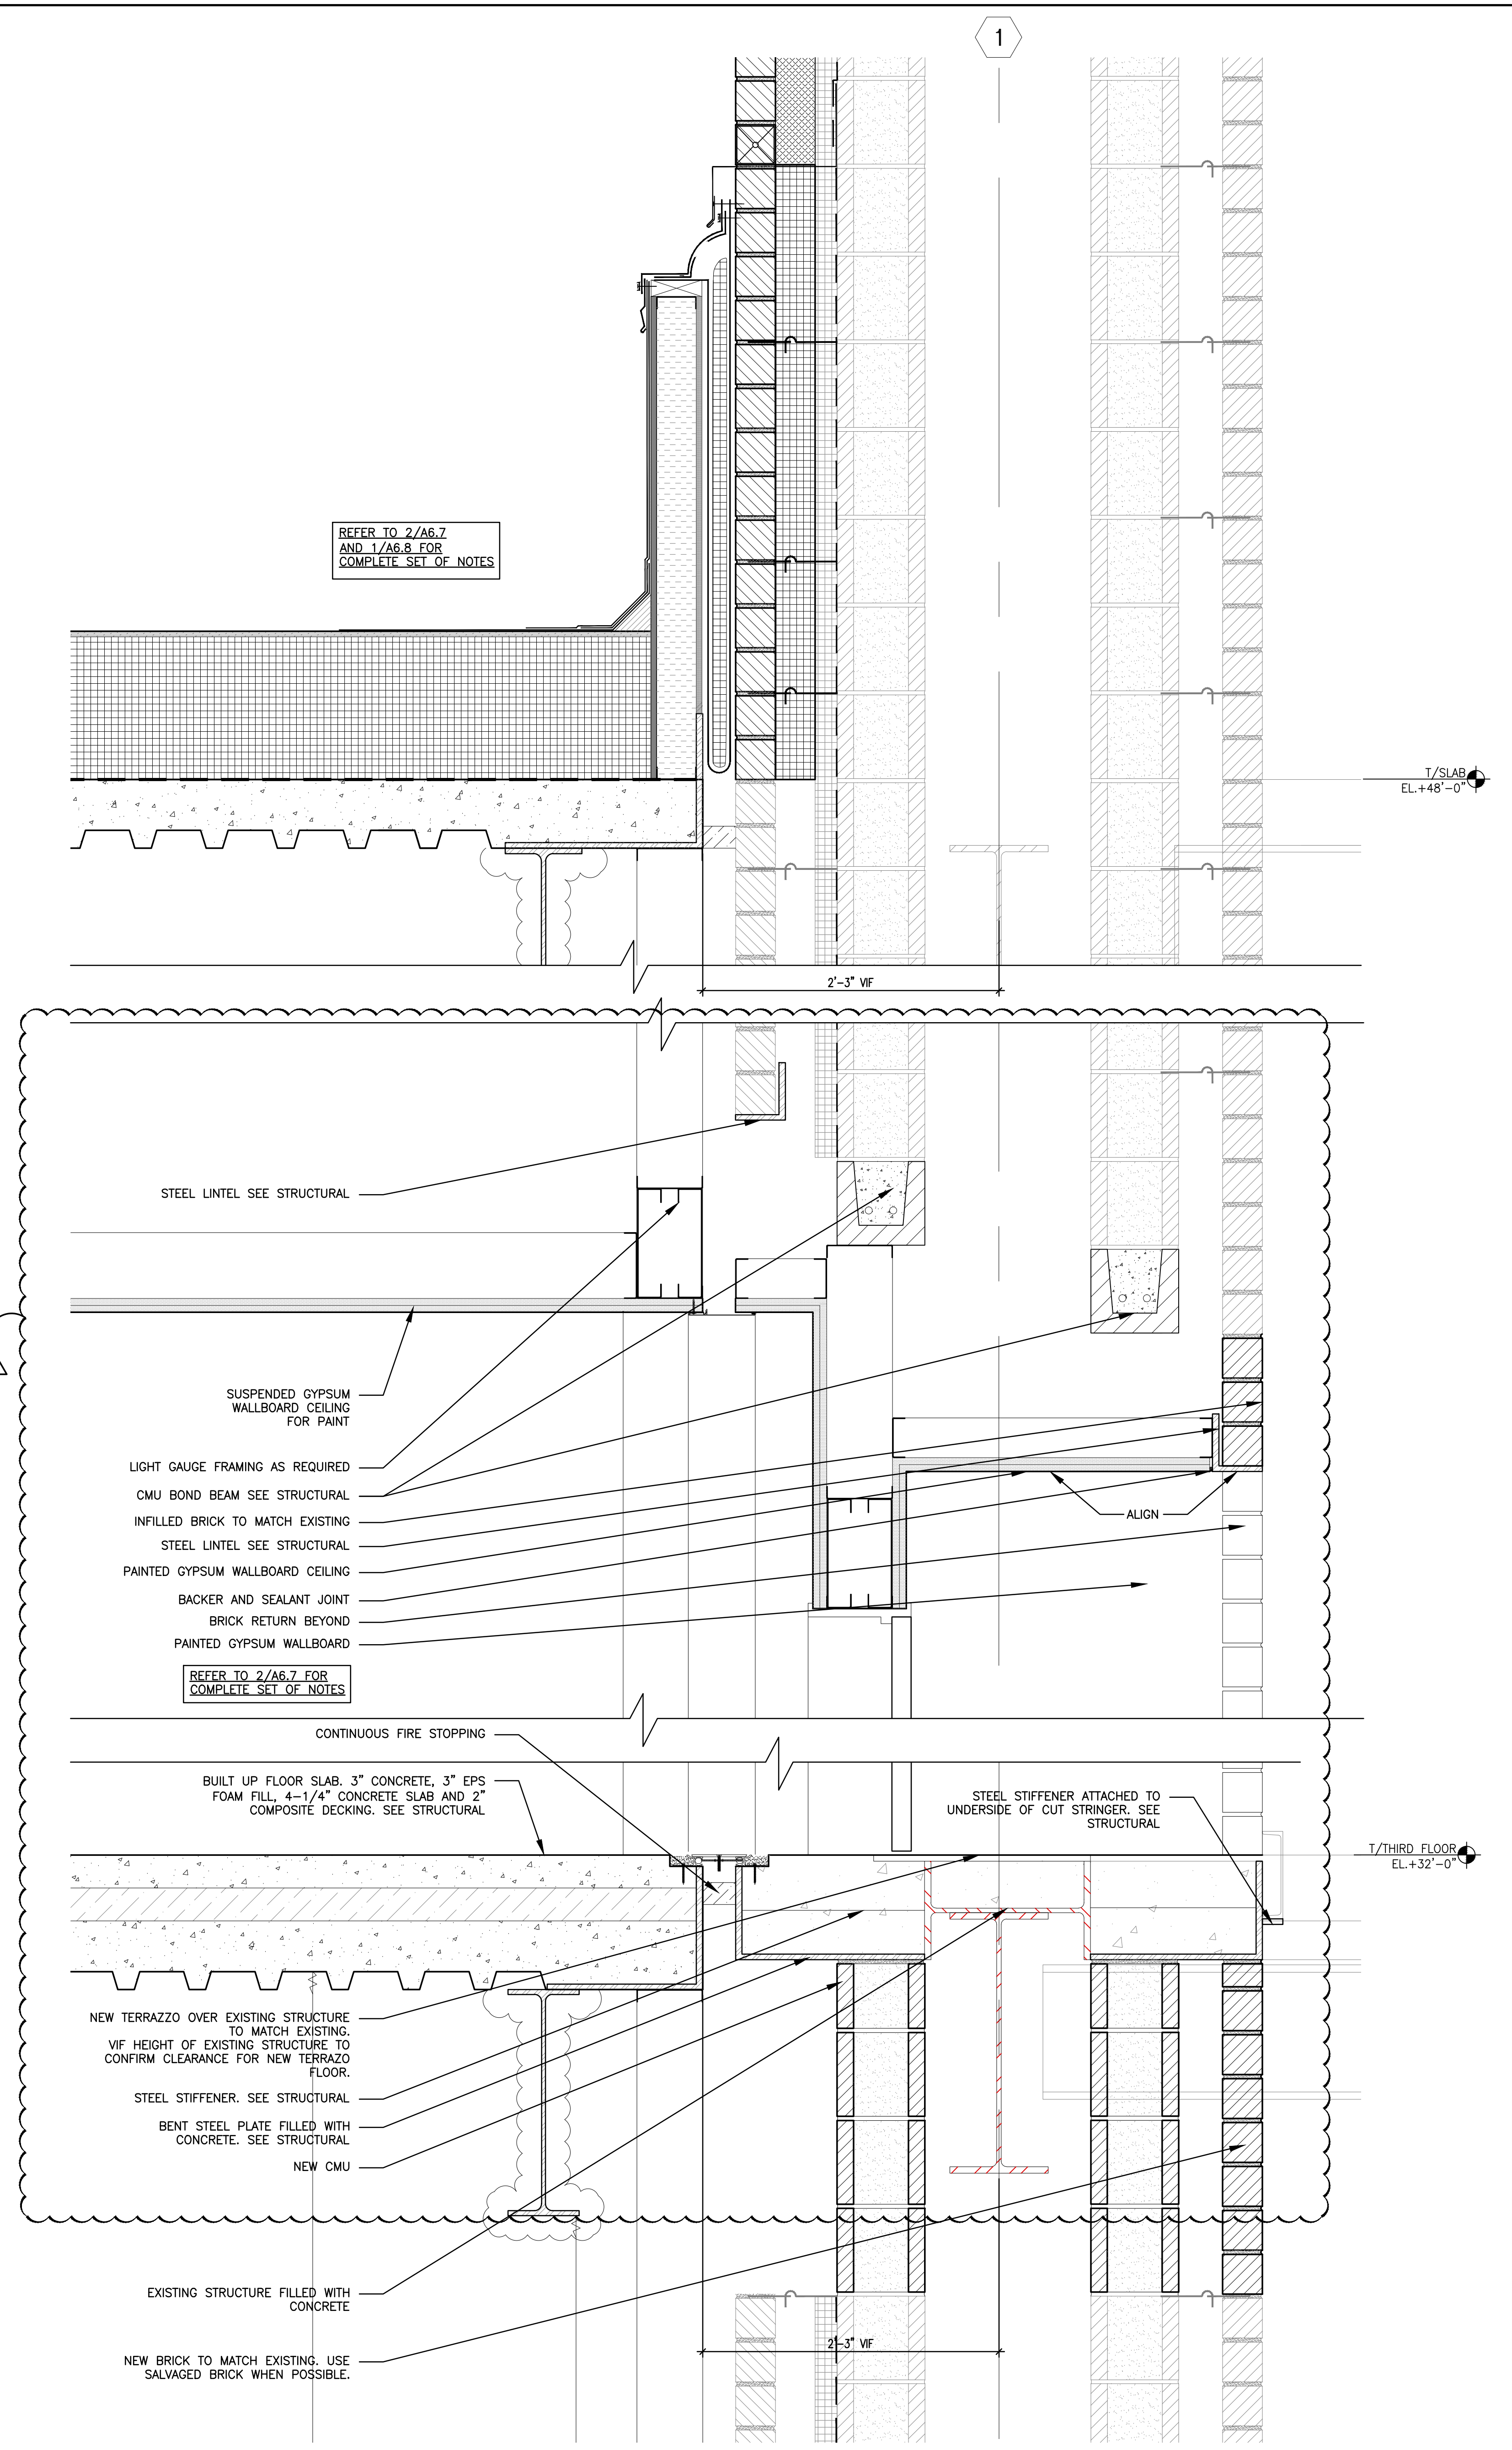 1
REFER TO 2/A6.7
AND 1/A6.8 FOR
COMPLETE SET OF NOTES
T/SLAB
EL.+48'-0"
2'-3" VIF
STEEL LINTEL SEE STRUCTURAL
SUSPENDED GYPSUM
WALLBOARD CEILING
FOR PAINT
LIGHT GAUGE FRAMING AS REQUIRED
CMU BOND BEAM SEE STRUCTURAL
INFILLED BRICK TO MATCH EXISTING
ALIGN
STEEL LINTEL SEE STRUCTURAL
PAINTED GYPSUM WALLBOARD CEILING
BACKER AND SEALANT JOINT
BRICK RETURN BEYOND
PAINTED GYPSUM WALLBOARD
REFER TO 2/A6.7 FOR
COMPLETE SET OF NOTES
CONTINUOUS FIRE STOPPING
BUILT UP FLOOR SLAB. 3" CONCRETE, 3" EPS
FOAM FILL, 4-1/4" CONCRETE SLAB AND 2"
COMPOSITE DECKING. SEE STRUCTURAL
STEEL STIFFENER ATTACHED TO
UNDERSIDE OF CUT STRINGER. SEE
STRUCTURAL
T/THIRD FLOOR
EL.+32'-0"
NEW TERRAZZO OVER EXISTING STRUCTURE
TO MATCH EXISTING.
VIF HEIGHT OF EXISTING STRUCTURE TO
CONFIRM CLEARANCE FOR NEW TERRAZO
FLOOR.
STEEL STIFFENER. SEE STRUCTURAL
BENT STEEL PLATE FILLED WITH
CONCRETE. SEE STRUCTURAL
NEW CMU
EXISTING STRUCTURE FILLED WITH
CONCRETE
2'-3" VIF
NEW BRICK TO MATCH EXISTING. USE
SALVAGED BRICK WHEN POSSIBLE.